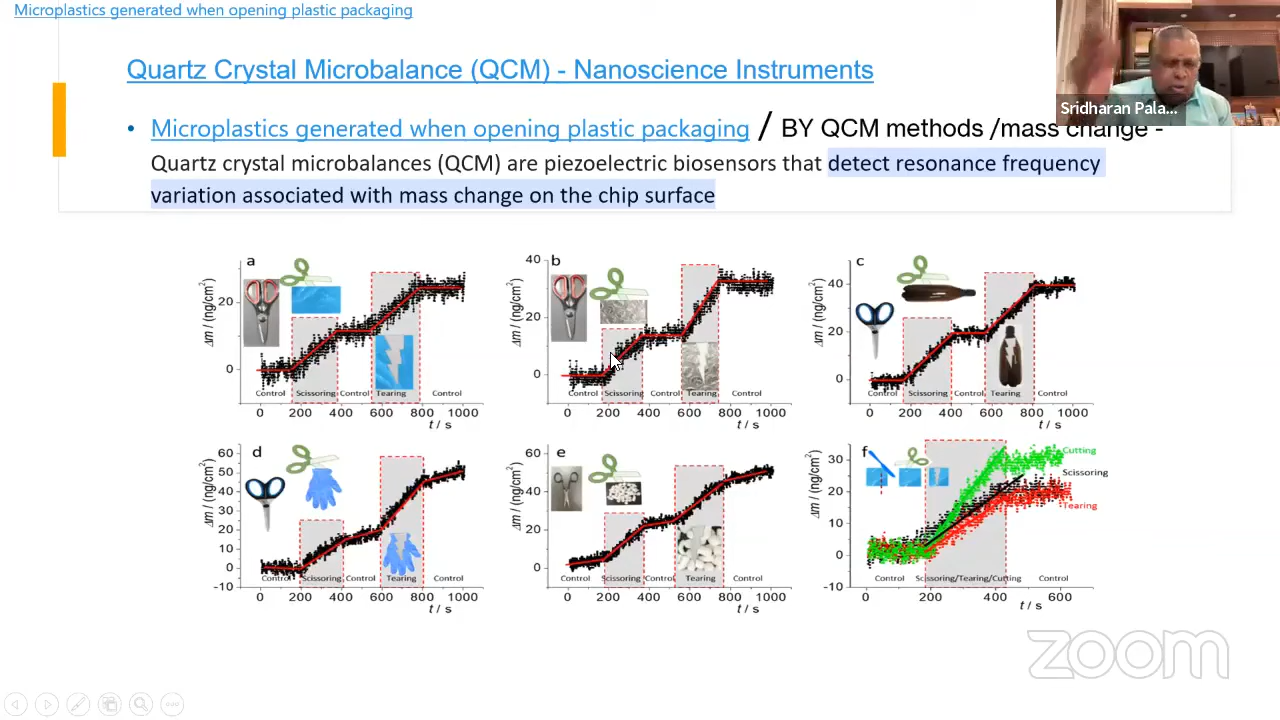 Microplastics generated when opening plastic packaging
Quartz Crystal Microbalance (QCM) - Nanoscience Instruments
Sridharan Pala...
• Microplastics generated when opening plastic packaging / BY QCM methods /mass change -
Quartz crystal microbalances (QCM) are piezoelectric biosensors that detect resonance frequency
variation associated with mass change on the chip surface
a
Δm / (ng/cm²)
20
0
Control Scissoring Control Tearing Control
0 200 400 600 800 1000
t / s
b
Δm / (ng/cm²)
40
20
0
Control Scissoring Control Tearing Control
0 200 400 600 800 1000
t / s
c
Δm / (ng/cm²)
40
20
0
Control Scissoring Control Tearing Control
0 200 400 600 800 1000
t / s
d
Δm / (ng/cm²)
60
50
40
30
20
10
0
-10
Control Scissoring Control Tearing Control
0 200 400 600 800 1000
t / s
e
Δm / (ng/cm²)
60
40
20
0
Control Scissoring Control Tearing Control
0 200 400 600 800 1000
t / s
f
Δm / (ng/cm²)
30
20
10
0
-10
Cutting
Scissoring
Tearing
Control Scissoring/Tearing/Cutting Control
0 200 400 600
t / s
zoom